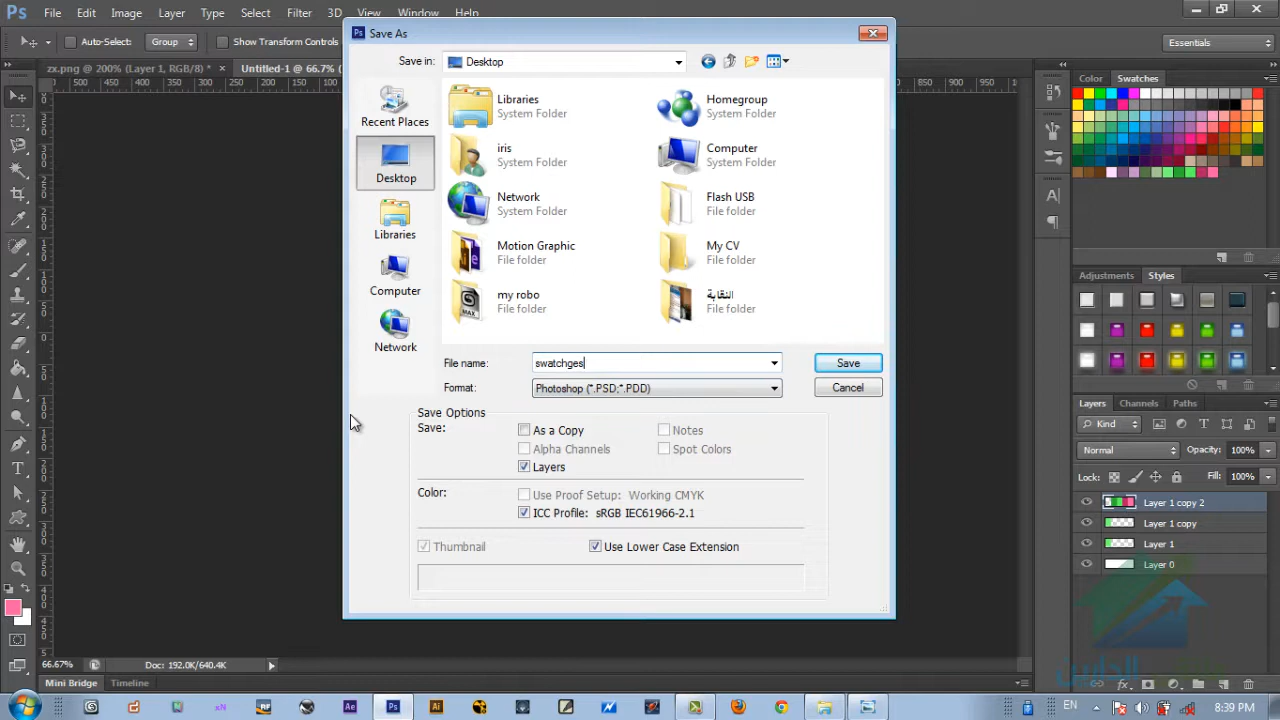 Ps File Edit Image Layer Type Select Filter 3D View Window Help
Auto-Select: Group Show Transform Controls Essentials
zx.png @ 200% (Layer 1, RGB/8) * × Untitled-1 @ 66.7%
Save As
Save in: Desktop
Recent Places
Desktop
Libraries
Computer
Network
Libraries
System Folder
Homegroup
System Folder
iris
System Folder
Computer
System Folder
Network
System Folder
Flash USB
File folder
Motion Graphic
File folder
My CV
File folder
my robo
File folder
النقابة
File folder
File name: swatchges Save
Format: Photoshop (*.PSD;*.PDD) Cancel
Save Options
Save: As a Copy Notes
Alpha Channels Spot Colors
Layers
Color: Use Proof Setup: Working CMYK
ICC Profile: sRGB IEC61966-2.1
Thumbnail Use Lower Case Extension
Color Swatches
Adjustments Styles
Layers Channels Paths
Kind
Normal Opacity: 100%
Lock: Fill: 100%
Layer 1 copy 2
Layer 1 copy
Layer 1
Layer 0
66.67% Doc: 192.0K/640.4K
Mini Bridge Timeline
EN 8:39 PM